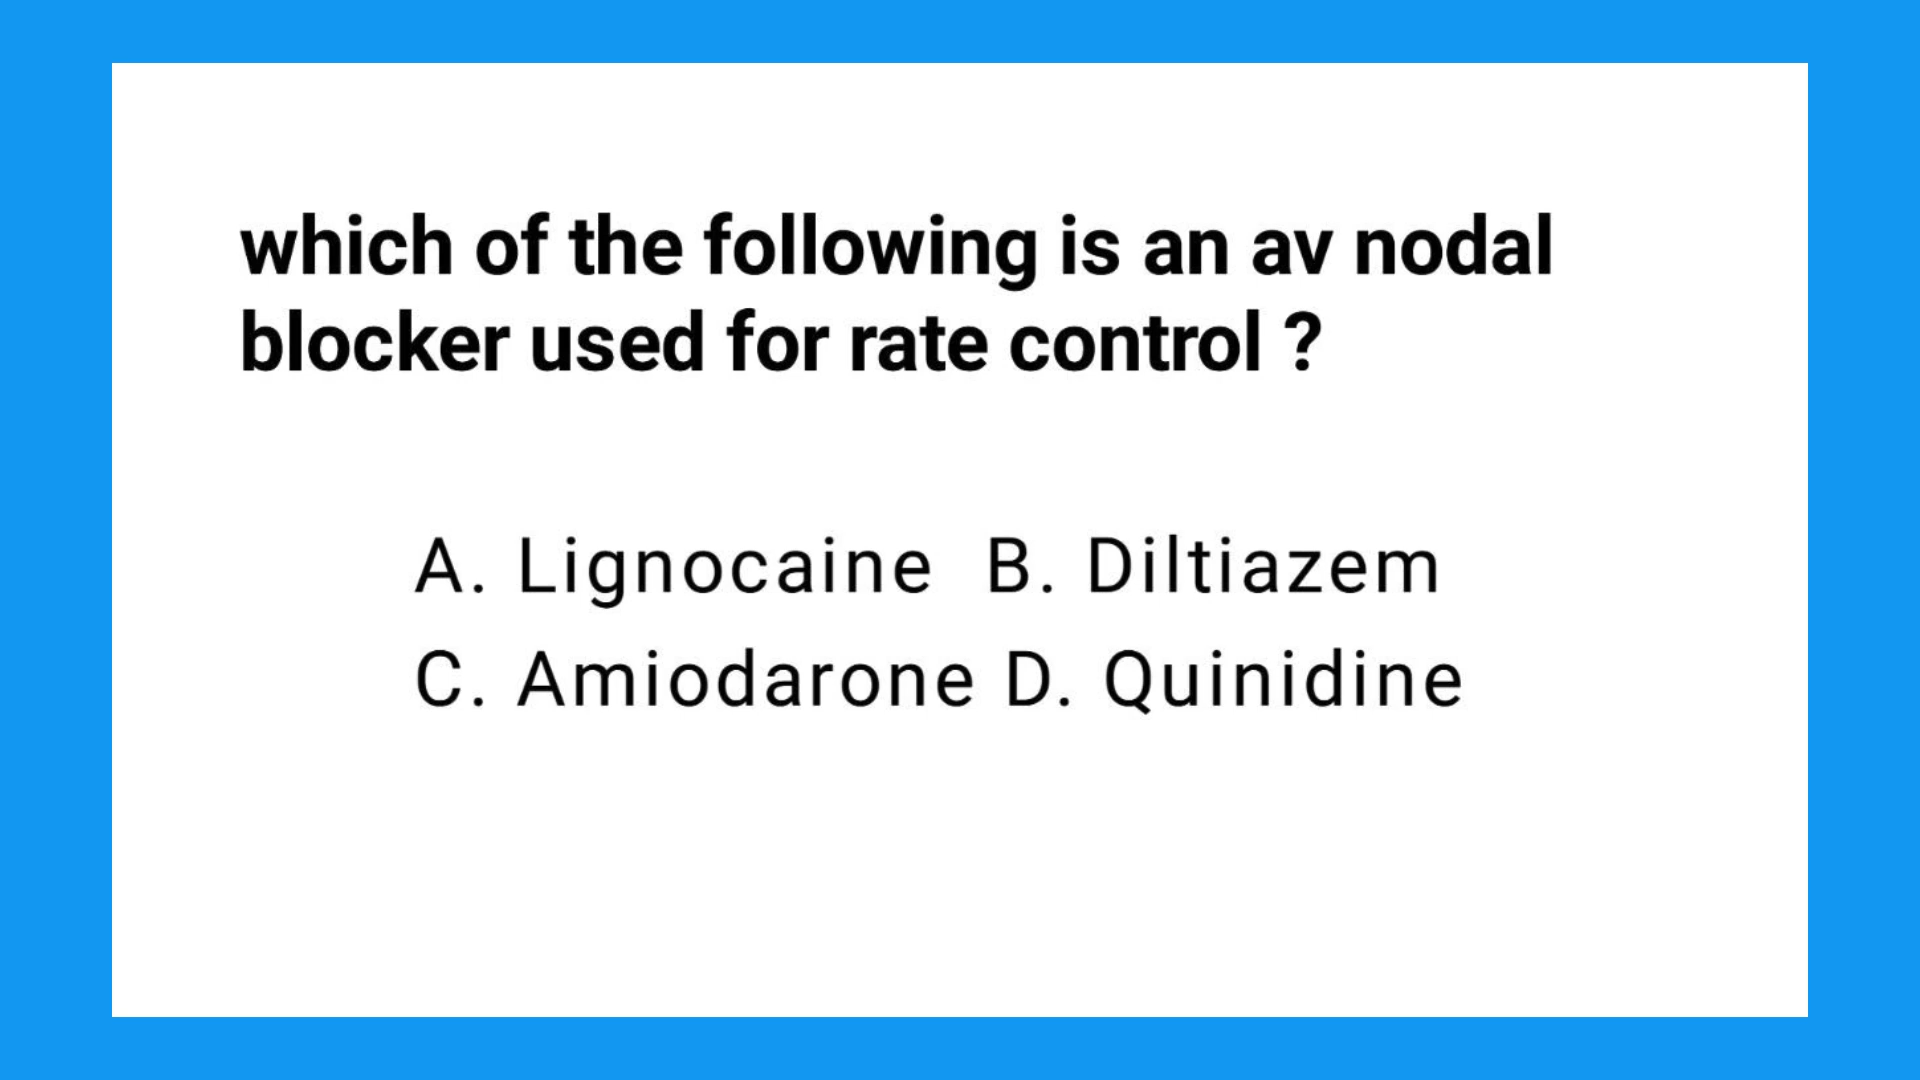 which of the following is an av nodal
blocker used for rate control ?
A. Lignocaine B. Diltiazem
C. Amiodarone D. Quinidine